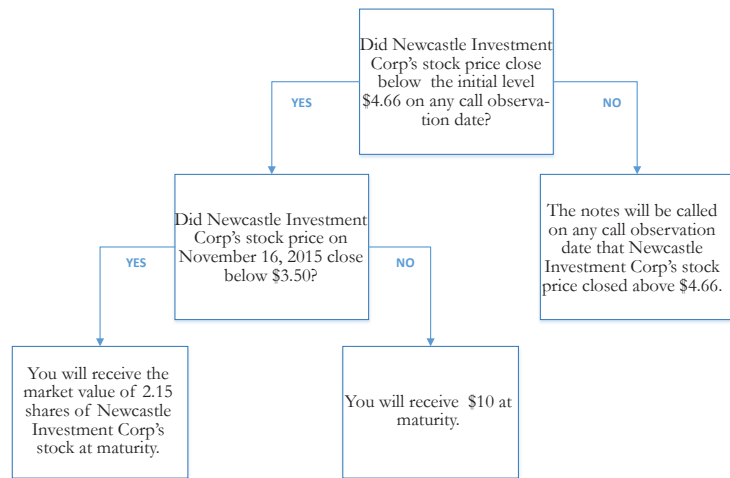 Did Newcastle Investment
Corp's stock price close
below the initial level
$4.66 on any call observa-
tion date?
YES
NO
Did Newcastle Investment
Corp's stock price on
November 16, 2015 close
below $3.50?
The notes will be called
on any call observation
date that Newcastle
Investment Corp's stock
price closed above $4.66.
YES
NO
You will receive the
market value of 2.15
shares of Newcastle
Investment Corp's
stock at maturity.
You will receive $10 at
maturity.